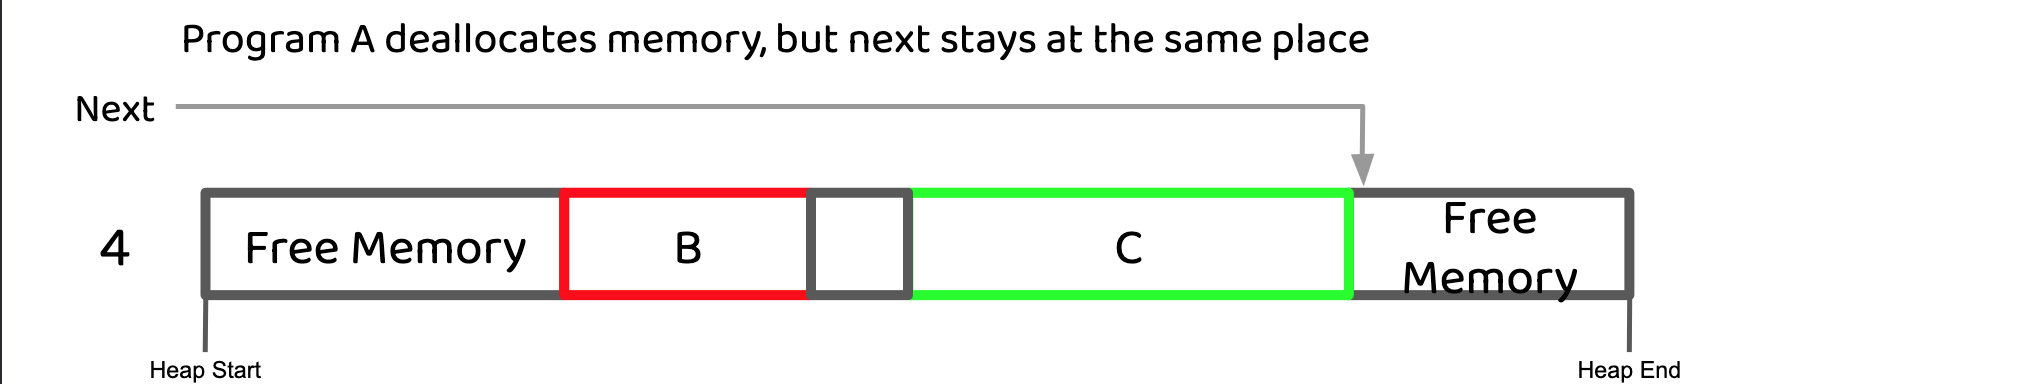 Program A deallocates memory, but next stays at the same place
Next
4
Free Memory
B
C
Free
Memory
Heap Start
Heap End